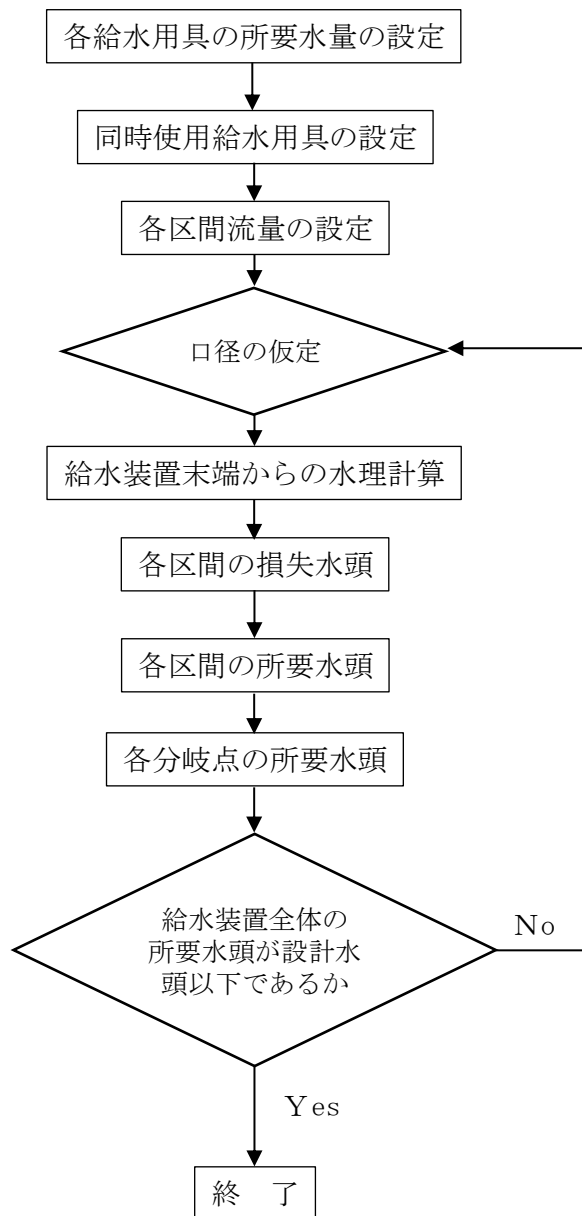 各給水用具の所要水量の設定
同時使用給水用具の設定
各区間流量の設定
口径の仮定
給水装置末端からの水理計算
各区間の損失水頭
各区間の所要水頭
各分岐点の所要水頭
給水装置全体の
所要水頭が設計水
頭以下であるか
No
Yes
終　了